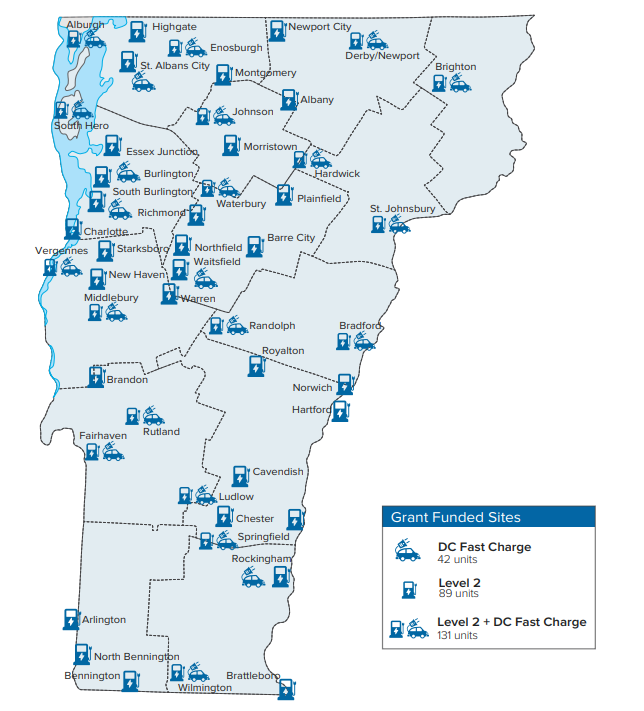 Alburgh
Highgate
Newport City
Enosburgh
Derby/Newport
St. Albans City
Montgomery
Brighton
Albany
Johnson
South Hero
Essex Junction
Morristown
Hardwick
Burlington
South Burlington
Waterbury
Plainfield
Richmond
St. Johnsbury
Charlotte
Barre City
Vergennes
Starksboro
Northfield
Waitsfield
New Haven
Middlebury
Warren
Randolph
Bradford
Royalton
Brandon
Norwich
Hartford
Rutland
Fairhaven
Cavendish
Ludlow
Chester
Springfield
Rockingham
Arlington
North Bennington
Bennington
Wilmington
Brattleboro
Grant Funded Sites
DC Fast Charge
42 units
Level 2
89 units
Level 2 + DC Fast Charge
131 units